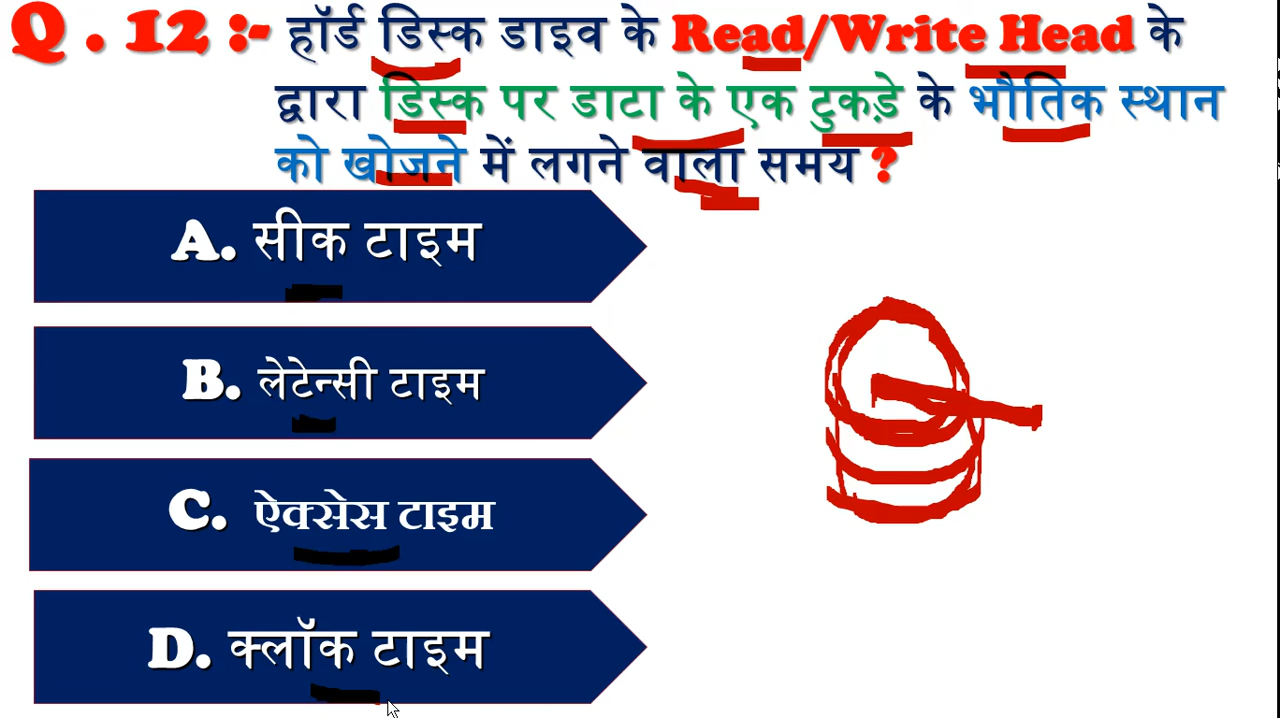 Q . 12 :- हॉर्ड डिस्क डाइव के Read/Write Head के
द्वारा डिस्क पर डाटा के एक टुकड़े के भौतिक स्थान
को खोजने में लगने वाला समय ?
A. सीक टाइम
B. लेटेन्सी टाइम
C. ऐक्सेस टाइम
D. क्लॉक टाइम